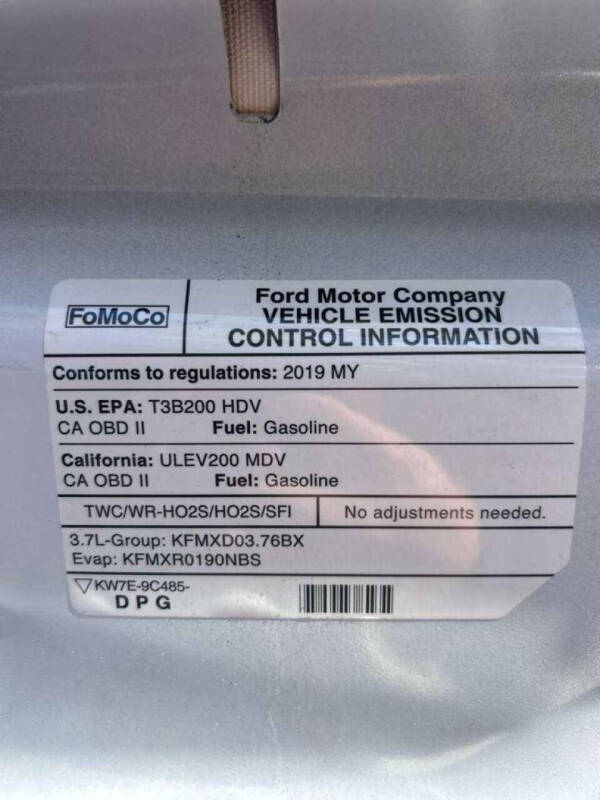 FoMoCo
Ford Motor Company
VEHICLE EMISSION
CONTROL INFORMATION
Conforms to regulations: 2019 MY
U.S. EPA: T3B200 HDV
CA OBD II Fuel: Gasoline
California: ULEV200 MDV
CA OBD II Fuel: Gasoline
TWC/WR-HO2S/HO2S/SFI No adjustments needed.
3.7L-Group: KFMXD03.76BX
Evap: KFMXR0190NBS
KW7E-9C485-
DPG